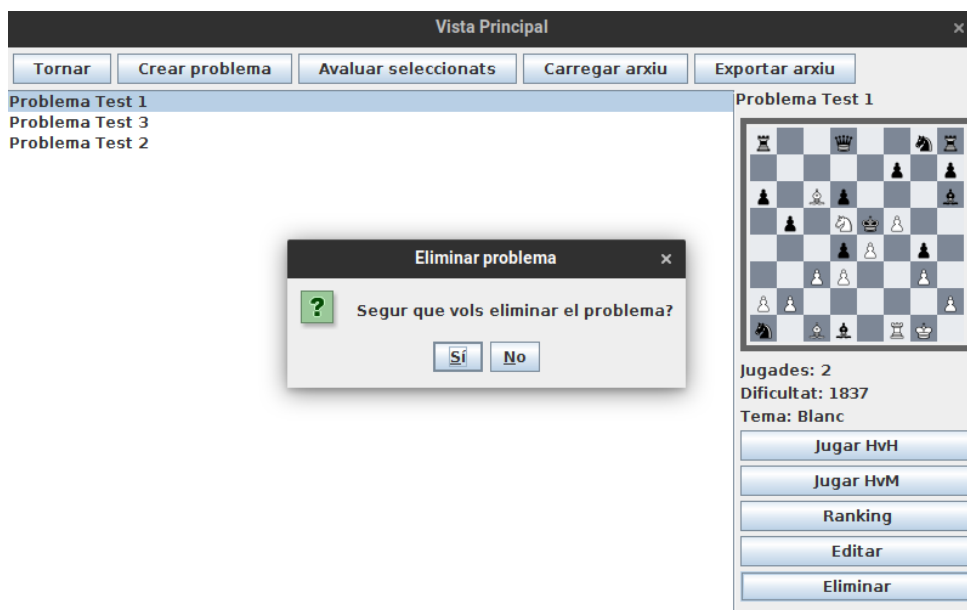 Vista Principal
Tornar
Crear problema
Avaluar seleccionats
Carregar arxiu
Exportar arxiu
Problema Test 1
Problema Test 3
Problema Test 2
Problema Test 1
Eliminar problema
Segur que vols eliminar el problema?
Sí
No
Jugades: 2
Dificultat: 1837
Tema: Blanc
Jugar HvH
Jugar HvM
Ranking
Editar
Eliminar